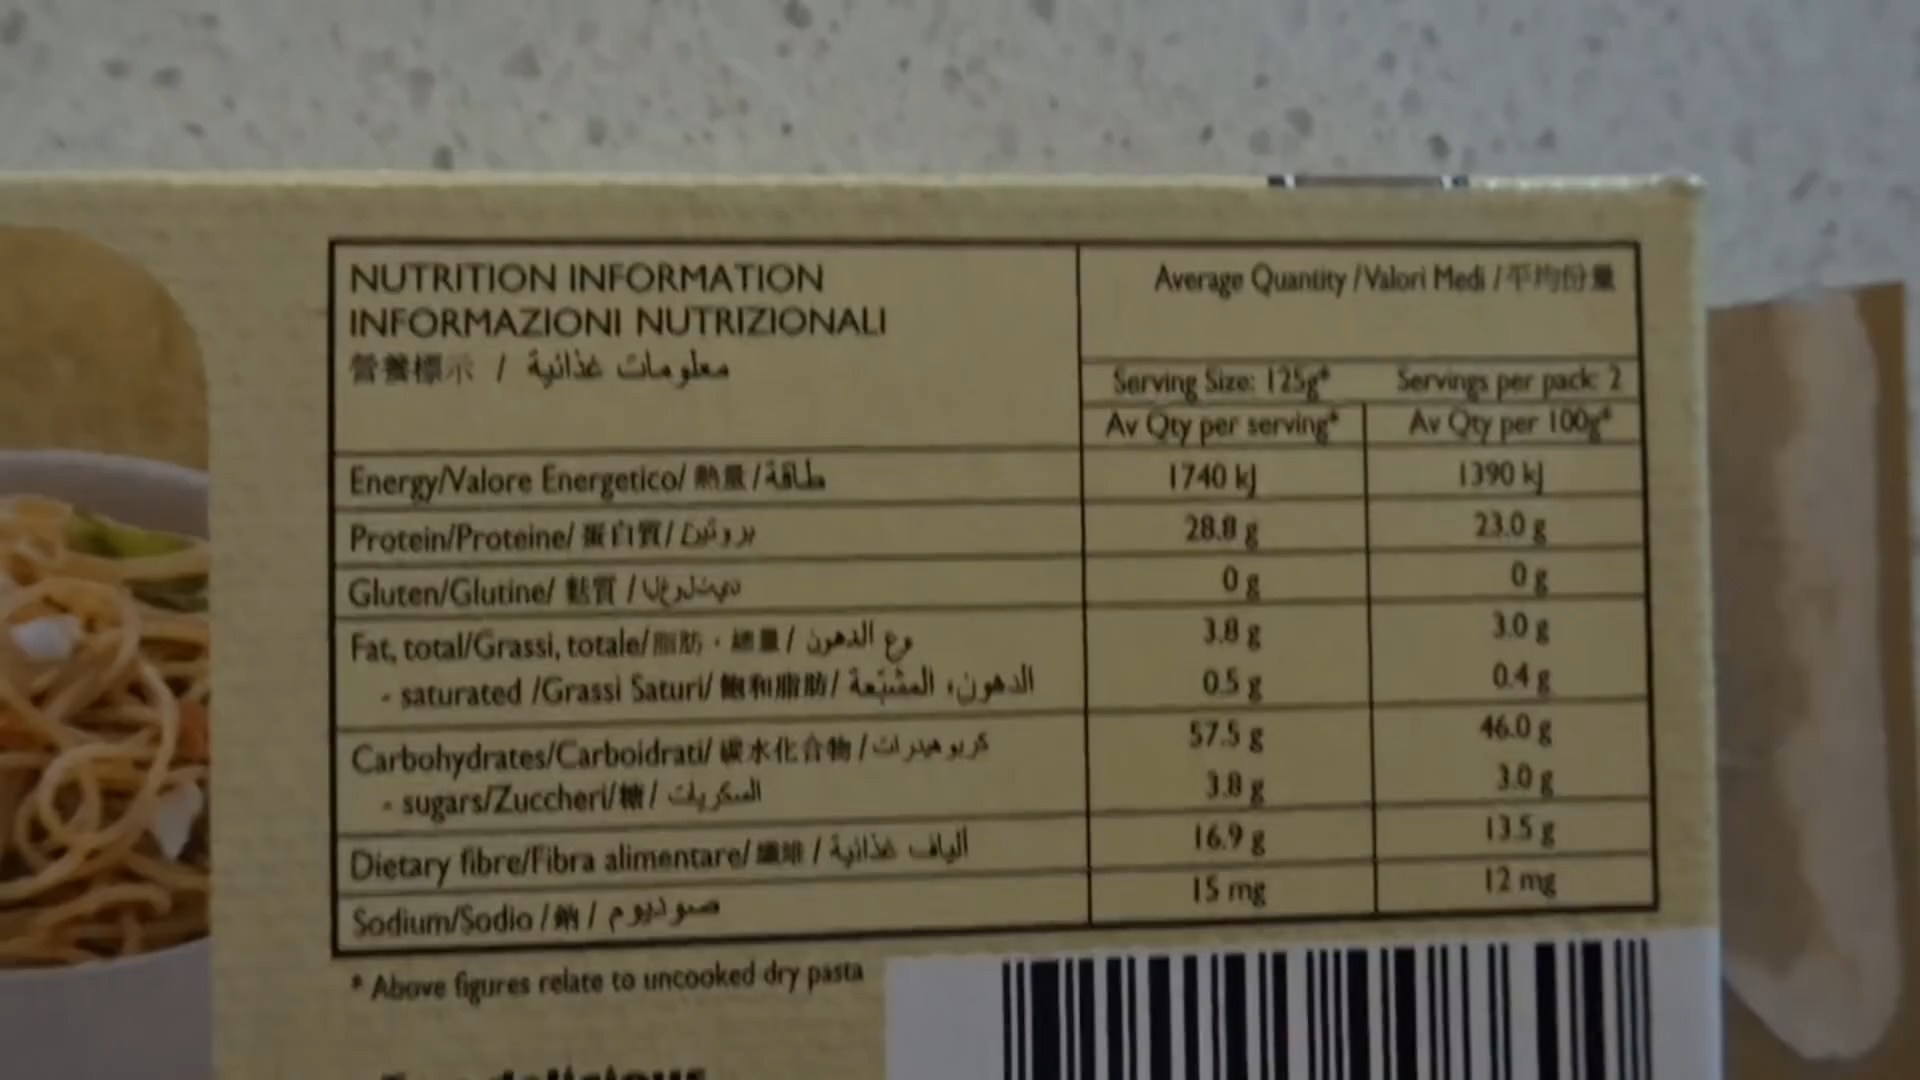 NUTRITION INFORMATION
INFORMAZIONI NUTRIZIONALI
營養標示 / معلومات غذائية
Average Quantity / Valori Medi / 平均份量
Serving Size: 125g* Servings per pack: 2
Av Qty per serving* Av Qty per 100g*
Energy/Valore Energetico/ 熱量 / طاقة 1740 kJ 1390 kJ
Protein/Proteine/ 蛋白質 / بروتين 28.8 g 23.0 g
Gluten/Glutine/ 麩質 / 0 g 0 g
Fat, total/Grassi, totale/ 脂肪 · 總量 / وع الدهون 3.8 g 3.0 g
- saturated /Grassi Saturi/ 飽和脂肪 / الدهون، المشبّعة 0.5 g 0.4 g
Carbohydrates/Carboidrati/ 碳水化合物 / كربوهيدرات 57.5 g 46.0 g
- sugars/Zuccheri/ 糖 / السكريات 3.8 g 3.0 g
Dietary fibre/Fibra alimentare/ 纖維 / ألياف غذائية 16.9 g 13.5 g
Sodium/Sodio / 鈉 / صوديوم 15 mg 12 mg
* Above figures relate to uncooked dry pasta